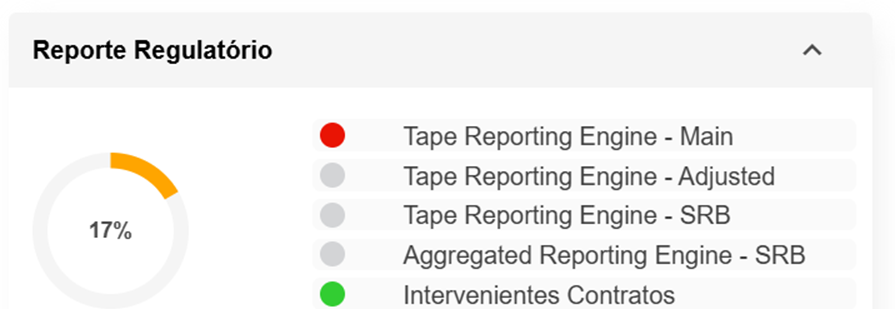 Reporte Regulatório
17%
Tape Reporting Engine - Main
Tape Reporting Engine - Adjusted
Tape Reporting Engine - SRB
Aggregated Reporting Engine - SRB
Intervenientes Contratos